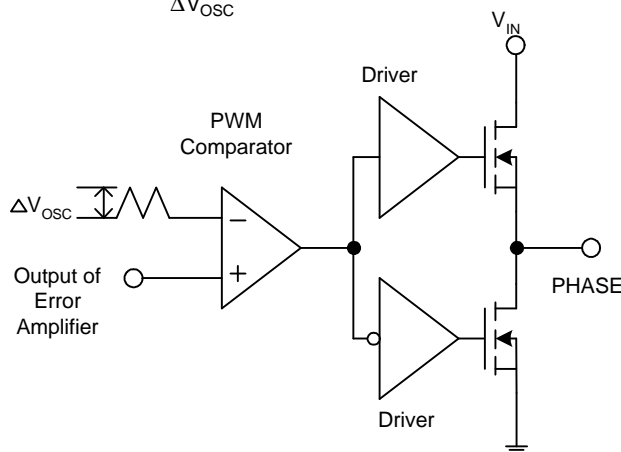 ΔV_OSC
V_IN
Driver
PWM
Comparator
ΔV_OSC
−
+
Output of
Error
Amplifier
PHASE
Driver